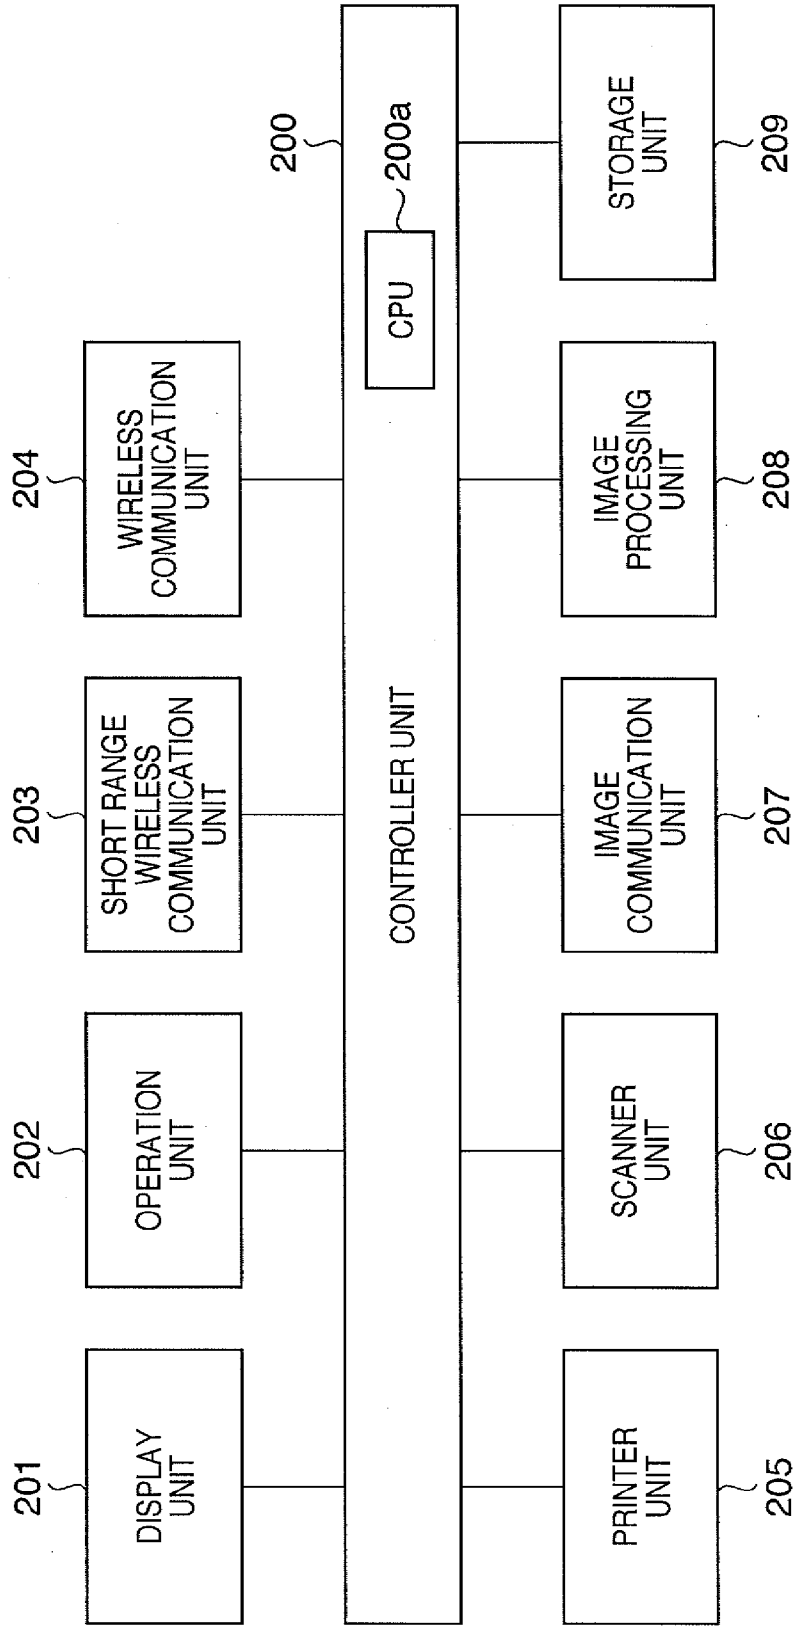 201
202
203
204
DISPLAY
UNIT
OPERATION
UNIT
SHORT RANGE
WIRELESS
COMMUNICATION
UNIT
WIRELESS
COMMUNICATION
UNIT
200
CONTROLLER UNIT
CPU
200a
PRINTER
UNIT
SCANNER
UNIT
IMAGE
COMMUNICATION
UNIT
IMAGE
PROCESSING
UNIT
STORAGE
UNIT
205
206
207
208
209